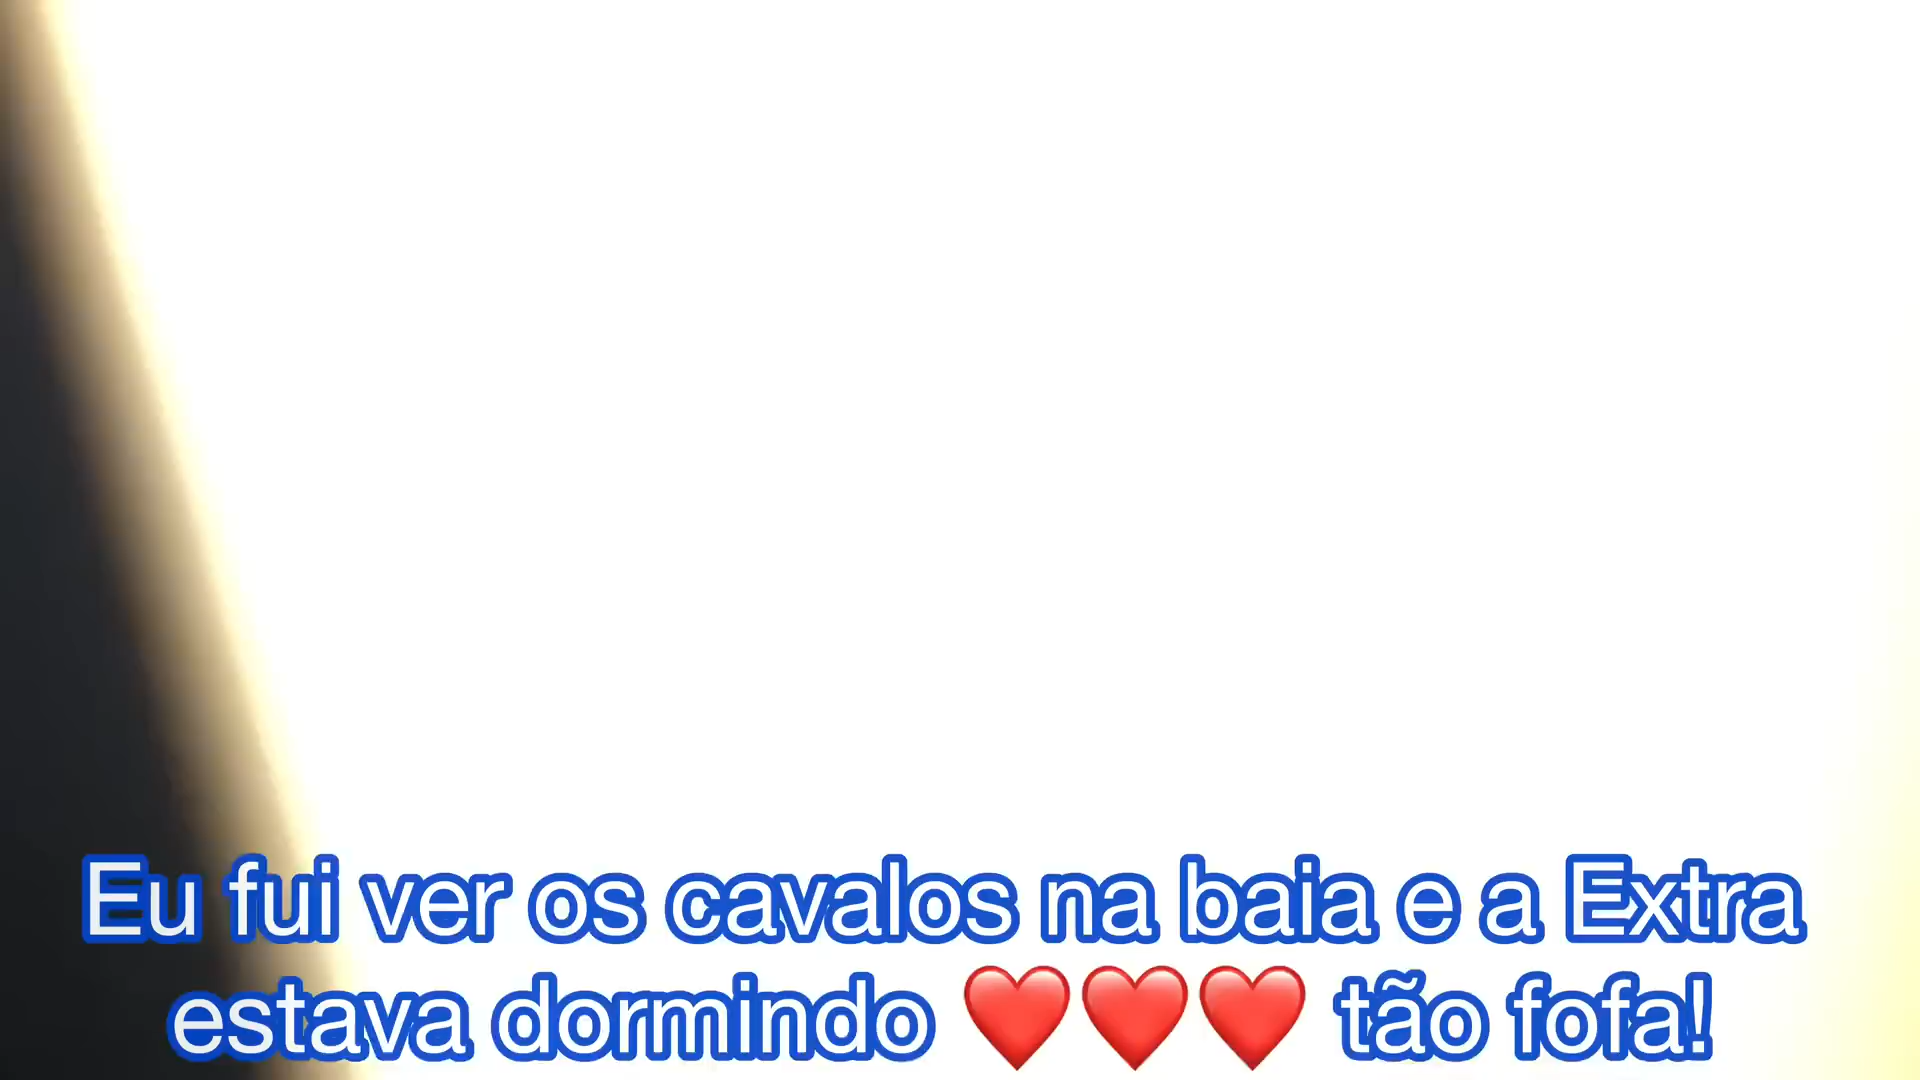 Eu fui ver os cavalos na baia e a Extra
estava dormindo ❤️❤️❤️ tão fofa!